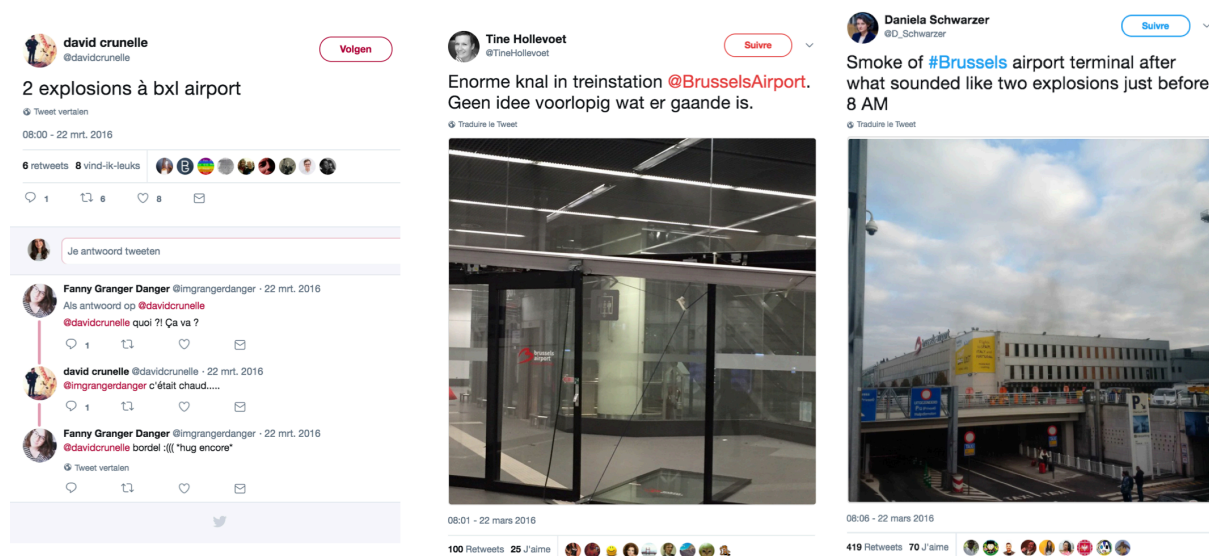 david crunelle
@davidcrunelle
Volgen
2 explosions à bxl airport
Tweet vertalen
08:00 - 22 mrt. 2016
6 retweets 8 vind-ik-leuks
1 6 8
Je antwoord tweeten
Fanny Granger Danger @imgrangerdanger · 22 mrt. 2016
Als antwoord op @davidcrunelle
@davidcrunelle quoi ?! Ça va ?
1
david crunelle @davidcrunelle · 22 mrt. 2016
@imgrangerdanger c'était chaud.....
1
Fanny Granger Danger @imgrangerdanger · 22 mrt. 2016
@davidcrunelle bordel :((( *hug encore*
Tweet vertalen
Tine Hollevoet
@TineHollevoet
Suivre
Enorme knal in treinstation @BrusselsAirport.
Geen idee voorlopig wat er gaande is.
Traduire le Tweet
brussels
airport
08:01 - 22 mars 2016
100 Retweets 25 J'aime
Daniela Schwarzer
@D_Schwarzer
Suivre
Smoke of #Brussels airport terminal after
what sounded like two explosions just before
8 AM
Traduire le Tweet
brussels airport
P
TAXI TAXI
08:06 - 22 mars 2016
419 Retweets 70 J'aime